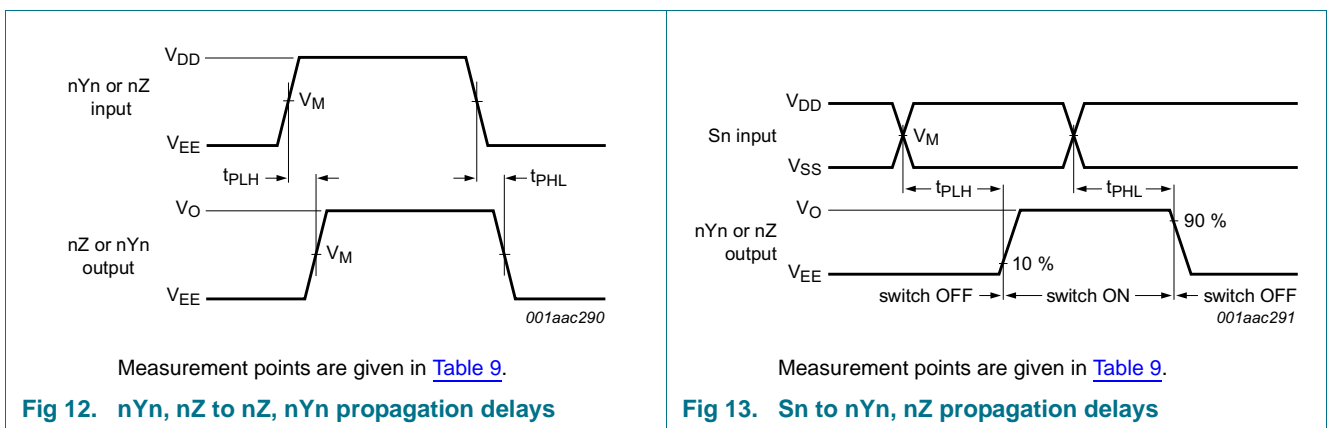 VDD
nYn or nZ
input
VM
VEE
tPLH
tPHL
VO
nZ or nYn
output
VM
VEE
001aac290
Measurement points are given in Table 9.
Fig 12. nYn, nZ to nZ, nYn propagation delays
VDD
Sn input
VM
VSS
tPLH
tPHL
VO
nYn or nZ
output
90 %
10 %
VEE
switch OFF
switch ON
switch OFF
001aac291
Measurement points are given in Table 9.
Fig 13. Sn to nYn, nZ propagation delays